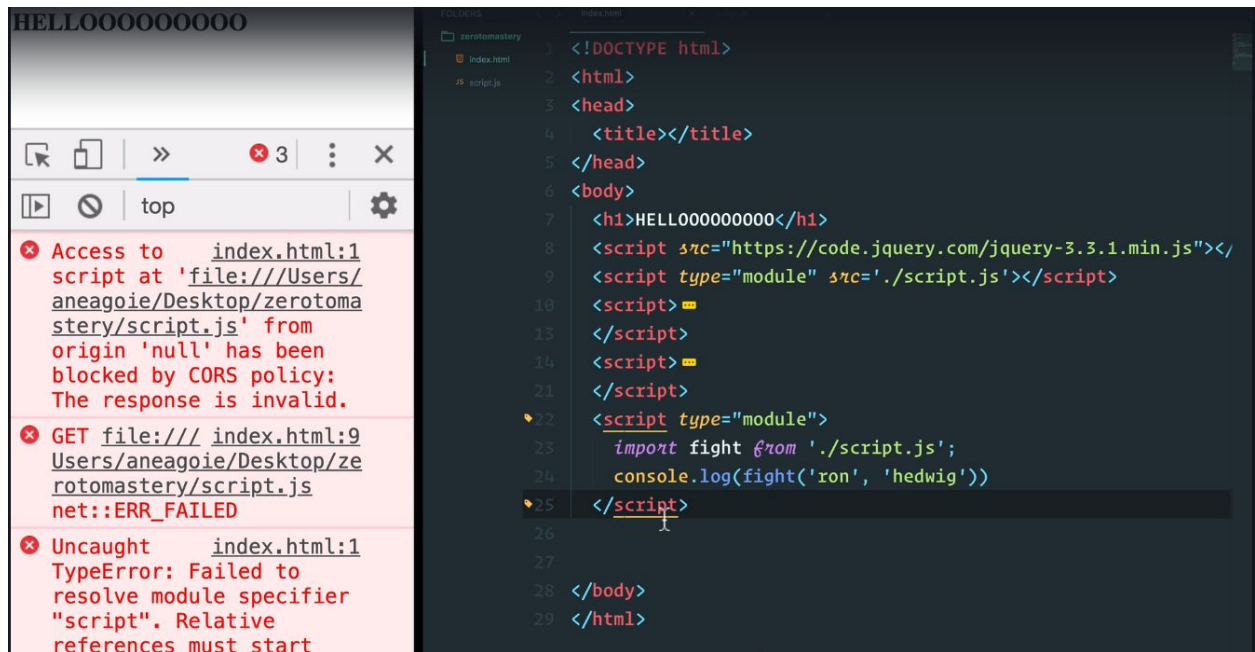 HELLOOOOOOOOO
3
top
Access to index.html:1
script at 'file:///Users/
aneagoie/Desktop/zerotoma
stery/script.js' from
origin 'null' has been
blocked by CORS policy:
The response is invalid.
GET file:/// index.html:9
Users/aneagoie/Desktop/ze
rotomastery/script.js
net::ERR_FAILED
Uncaught index.html:1
TypeError: Failed to
resolve module specifier
"script". Relative
references must start
FOLDERS
zerotomastery
index.html
JS script.js
index.html
1 <!DOCTYPE html>
2 <html>
3 <head>
4 <title></title>
5 </head>
6 <body>
7 <h1>HELLOOOOOOOOO</h1>
8 <script src="https://code.jquery.com/jquery-3.3.1.min.js"></
9 <script type="module" src='./script.js'></script>
10 <script>
13 </script>
14 <script>
21 </script>
22 <script type="module">
23 import fight from './script.js';
24 console.log(fight('ron', 'hedwig'))
25 </script>
26
27
28 </body>
29 </html>